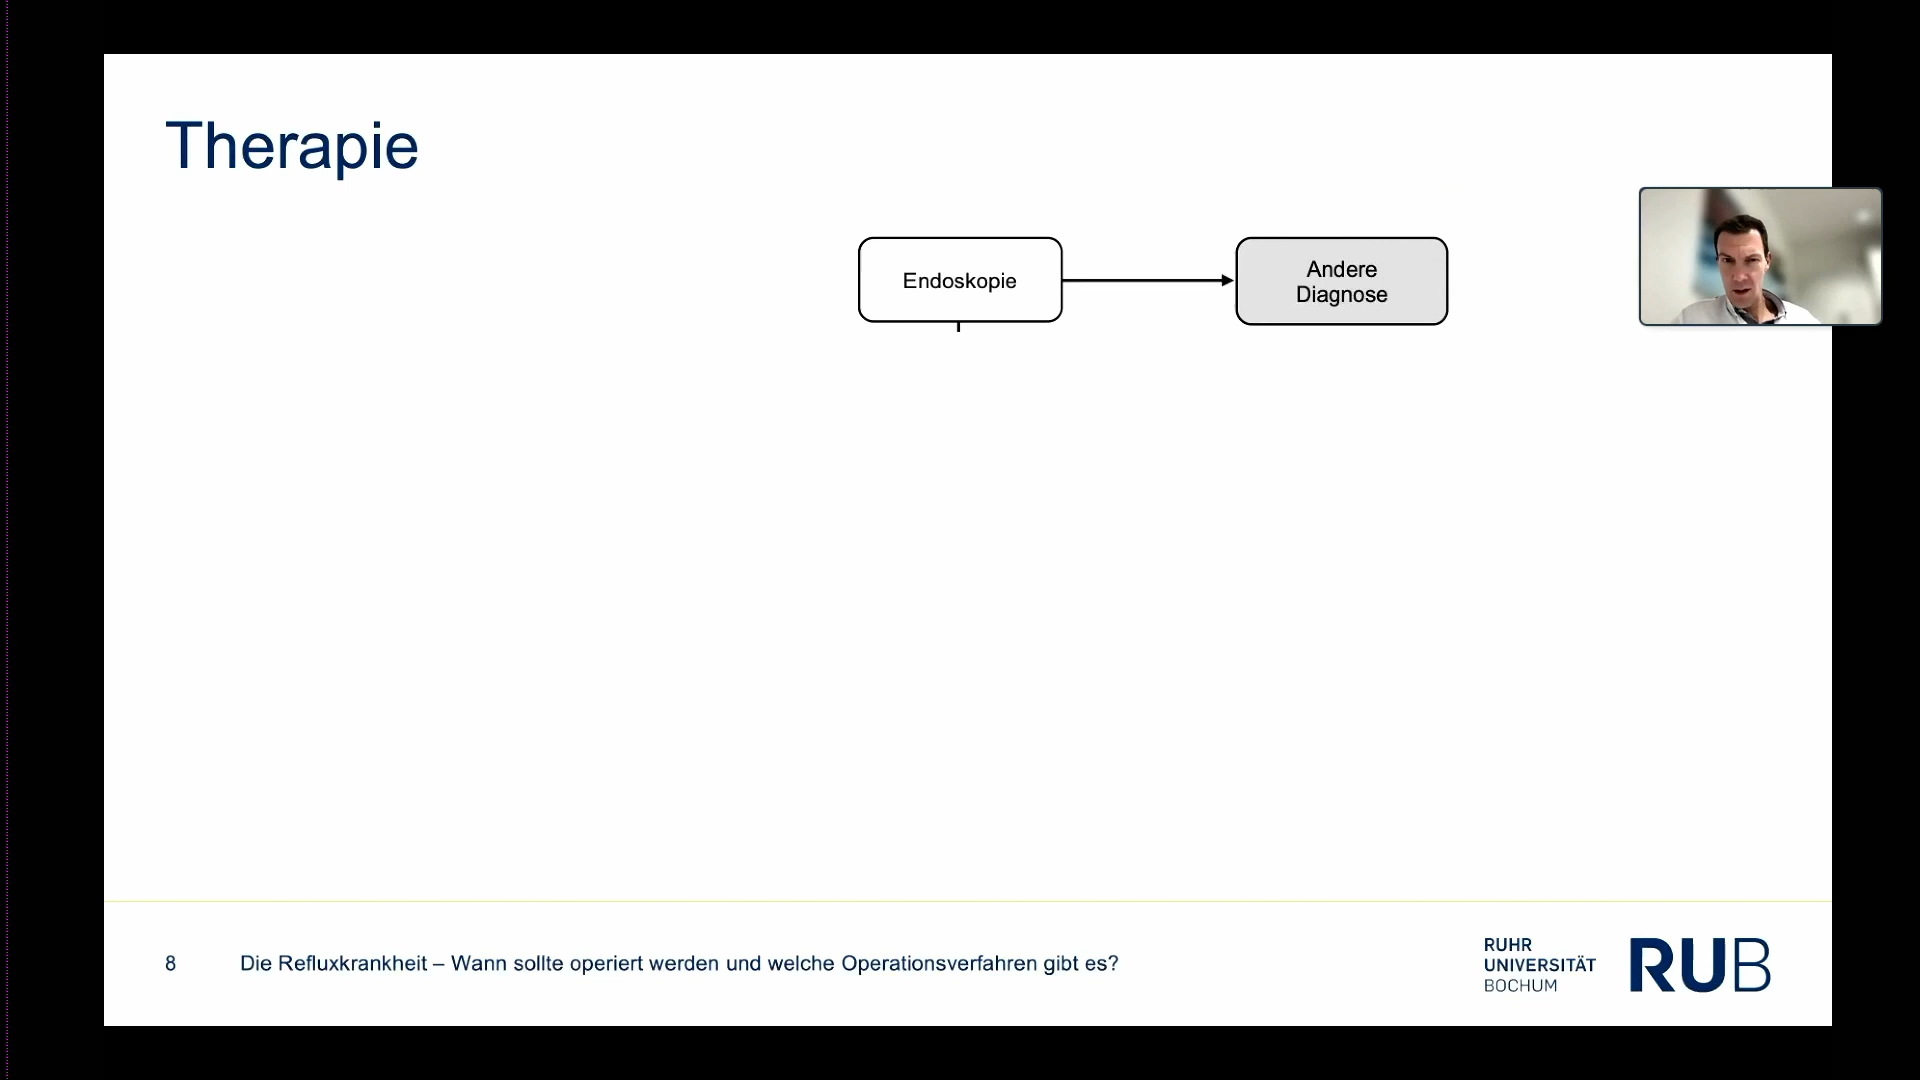 Therapie
Endoskopie
Andere
Diagnose
8
Die Refluxkrankheit – Wann sollte operiert werden und welche Operationsverfahren gibt es?
RUHR
UNIVERSITÄT
BOCHUM
RUB